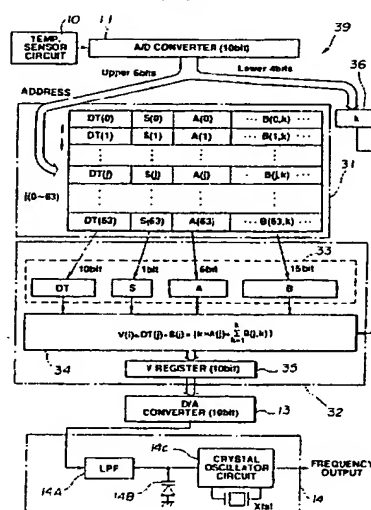 10
11
39
TEMP. SENSOR CIRCUIT
A/D CONVERTER (10bit)
Upper 6bits
Lower 4bits
36
ADDRESS
k
DT(0) S(0) A(0) ··· B(0,k) ···
DT(1) S(1) A(1) ··· B(1,k) ···
DT(j) S(j) A(j) ··· B(j,k) ···
j(0~63)
31
DT(63) S(63) A(63) ··· B(63,k) ···
33
10bit
1bit
6bit
15bit
DT
S
A
B
34
V REGISTER (10bit)
35
32
D/A CONVERTER (10bit)
13
14C
CRYSTAL OSCILLATOR CIRCUIT
FREQUENCY OUTPUT
LPF
14A
14B
Xtal
14